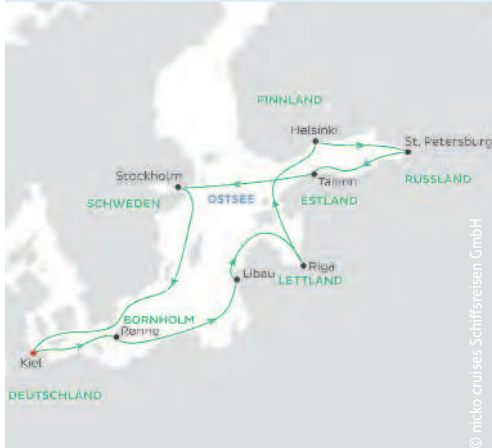 FINNLAND
Helsinki
St. Petersburg
Stockholm
Tallinn
RUSSLAND
SCHWEDEN
OSTSEE
ESTLAND
Riga
Libau
LETTLAND
BORNHOLM
Rønne
Kiel
DEUTSCHLAND
© nicko cruises Schiffsreisen GmbH